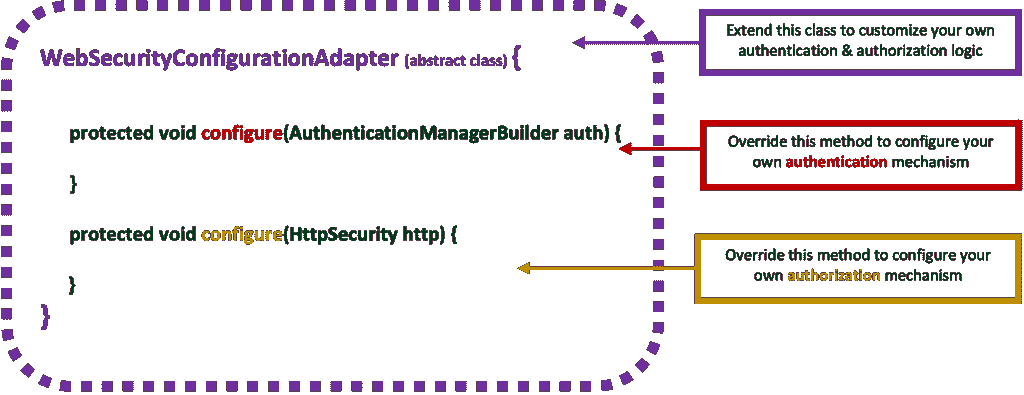 WebSecurityConfigurationAdapter (abstract class) {
protected void configure(AuthenticationManagerBuilder auth) {
}
protected void configure(HttpSecurity http) {
}
}
Extend this class to customize your own
authentication & authorization logic
Override this method to configure your
own authentication mechanism
Override this method to configure your
own authorization mechanism